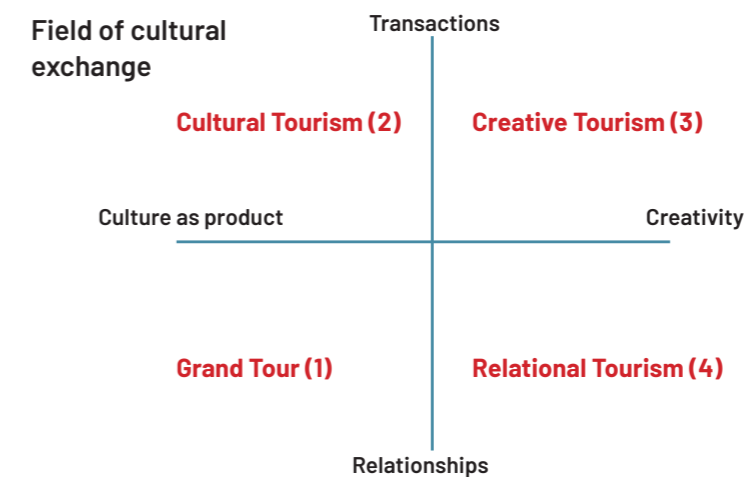 Field of cultural
exchange
Transactions
Cultural Tourism (2)
Creative Tourism (3)
Culture as product
Creativity
Grand Tour (1)
Relational Tourism (4)
Relationships